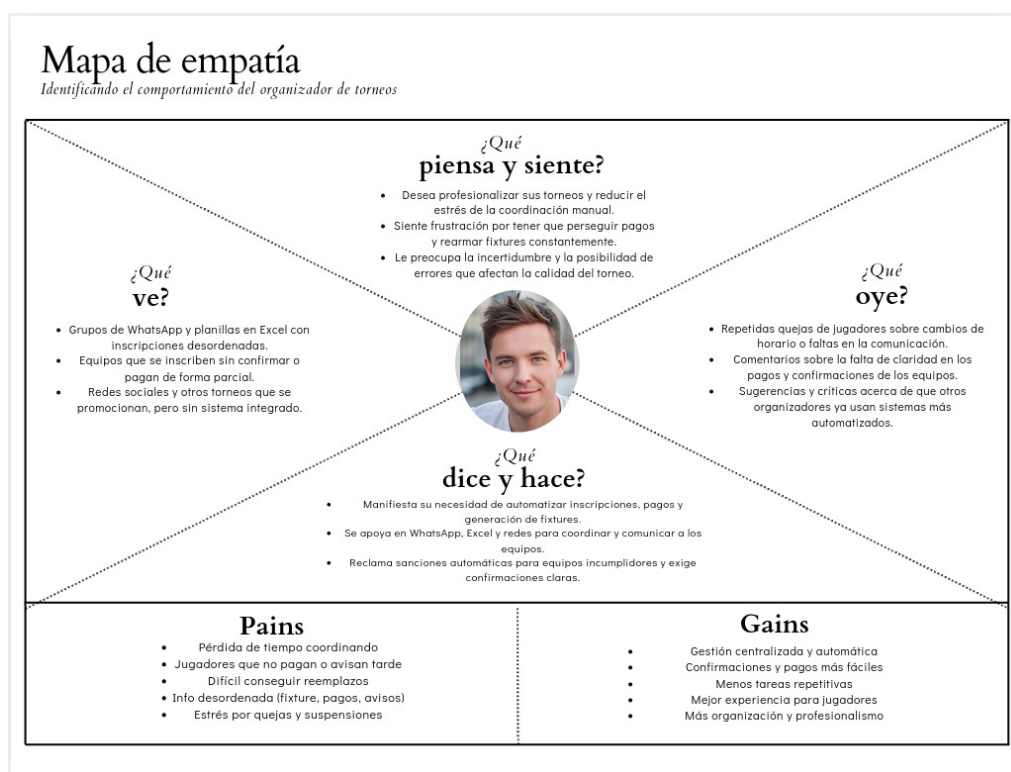 Mapa de empatía
Identificando el comportamiento del organizador de torneos
¿Qué
piensa y siente?
• Desea profesionalizar sus torneos y reducir el
estrés de la coordinación manual.
• Siente frustración por tener que perseguir pagos
y rearmar fixtures constantemente.
• Le preocupa la incertidumbre y la posibilidad de
errores que afectan la calidad del torneo.
¿Qué
ve?
• Grupos de WhatsApp y planillas en Excel con
inscripciones desordenadas.
• Equipos que se inscriben sin confirmar o
pagan de forma parcial.
• Redes sociales y otros torneos que se
promocionan, pero sin sistema integrado.
¿Qué
oye?
• Repetidas quejas de jugadores sobre cambios de
horario o faltas en la comunicación.
• Comentarios sobre la falta de claridad en los
pagos y confirmaciones de los equipos.
• Sugerencias y críticas acerca de que otros
organizadores ya usan sistemas más
automatizados.
¿Qué
dice y hace?
• Manifiesta su necesidad de automatizar inscripciones, pagos y
generación de fixtures.
• Se apoya en WhatsApp, Excel y redes para coordinar y comunicar a los
equipos.
• Reclama sanciones automáticas para equipos incumplidores y exige
confirmaciones claras.
Pains
• Pérdida de tiempo coordinando
• Jugadores que no pagan o avisan tarde
• Difícil conseguir reemplazos
• Info desordenada (fixture, pagos, avisos)
• Estrés por quejas y suspensiones
Gains
• Gestión centralizada y automática
• Confirmaciones y pagos más fáciles
• Menos tareas repetitivas
• Mejor experiencia para jugadores
• Más organización y profesionalismo